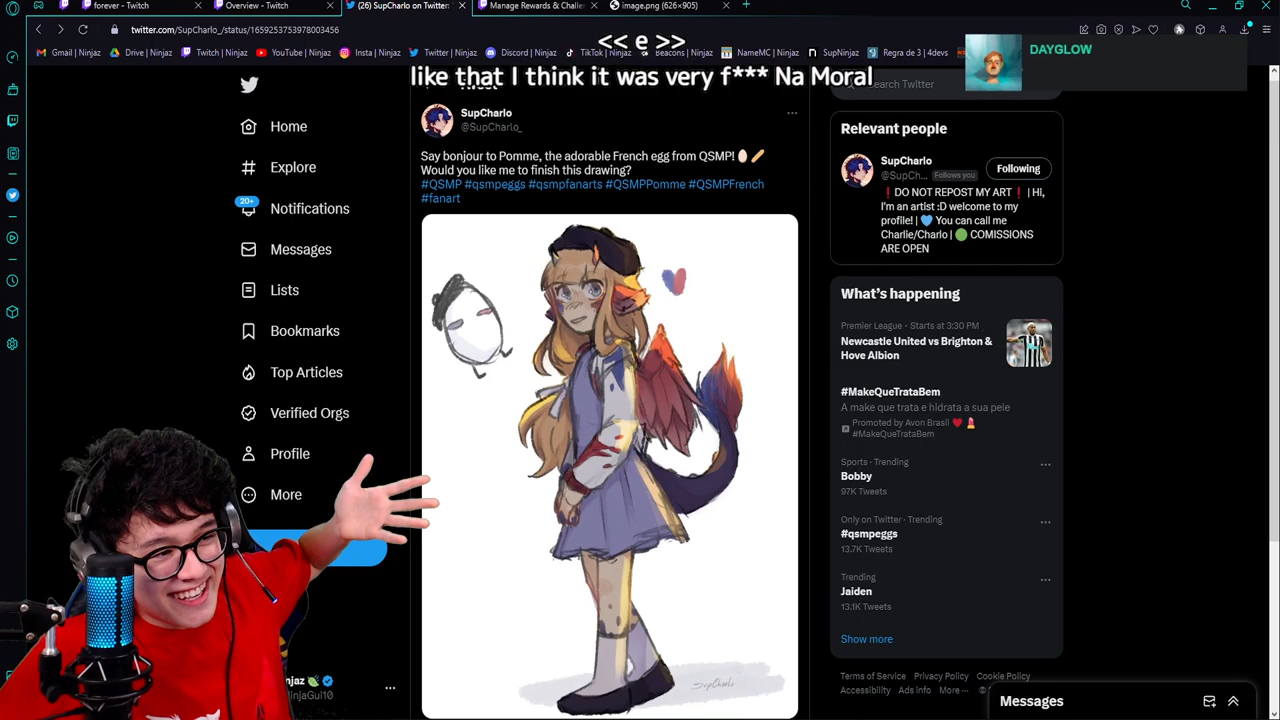 forever - Twitch
Overview - Twitch
(26) SupCharlo on Twitter:
Manage Rewards & Challe
image.png (626×905)
twitter.com/SupCharlo_/status/1659253753978003456
Gmail | Ninjaz
Drive | Ninjaz
Twitch | Ninjaz
YouTube | Ninjaz
Insta | Ninjaz
Twitter | Ninjaz
Discord | Ninjaz
TikTok | Ninjaz
Beacons | Ninjaz
NameMC | Ninjaz
SupNinjaz
Regra de 3 | 4devs
<< e >>
like that I think it was very f*** Na Moral
DAYGLOW
Home
Explore
20+
Notifications
Messages
Lists
Bookmarks
Top Articles
Verified Orgs
Profile
More
SupCharlo
@SupCharlo_
Say bonjour to Pomme, the adorable French egg from QSMP!🥚🥖
Would you like me to finish this drawing?
#QSMP #qsmpeggs #qsmpfanarts #QSMPPomme #QSMPFrench
#fanart
SupCharlo
Search Twitter
Relevant people
SupCharlo
@SupCh... Follows you
Following
❗DO NOT REPOST MY ART❗| Hi,
I'm an artist :D welcome to my
profile! | 💙 You can call me
Charlie/Charlo | 🟢 COMISSIONS
ARE OPEN
What's happening
Premier League · Starts at 3:30 PM
Newcastle United vs Brighton &
Hove Albion
#MakeQueTrataBem
A make que trata e hidrata a sua pele
Promoted by Avon Brasil ❤️💄
#MakeQueTrataBem
Sports · Trending
Bobby
97K Tweets
Only on Twitter · Trending
#qsmpeggs
13.7K Tweets
Trending
Jaiden
13.1K Tweets
Show more
Terms of Service Privacy Policy Cookie Policy
Accessibility Ads info More ···
Messages